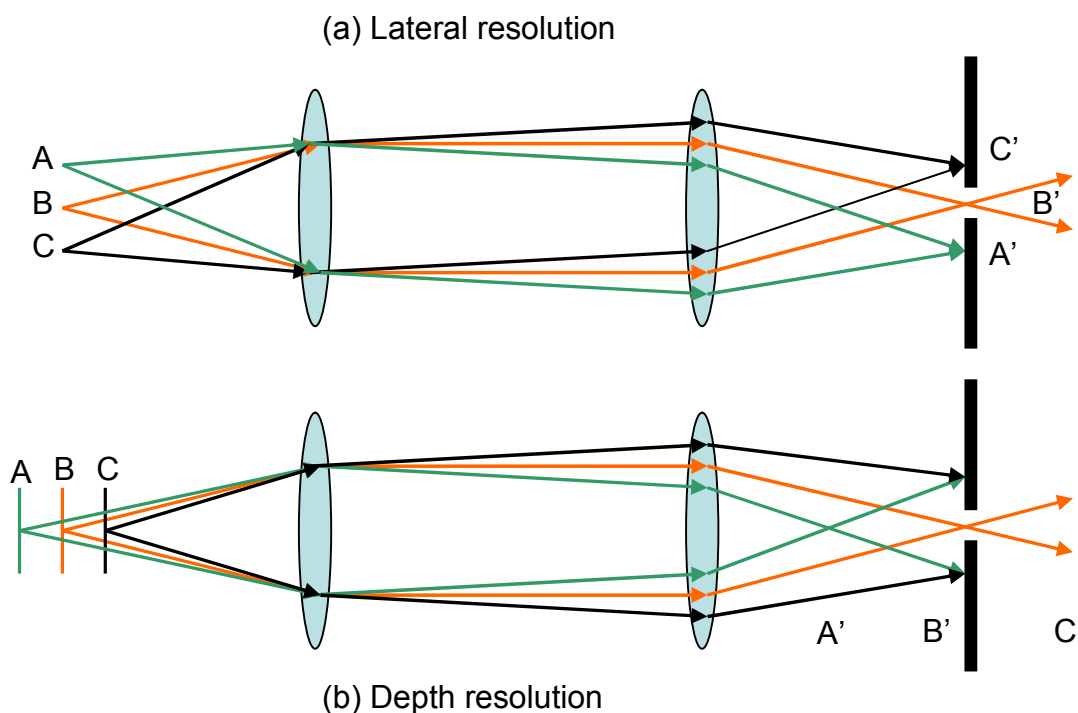 (a) Lateral resolution
A
B
C
C’
B’
A’
A B C
A’ B’ C
(b) Depth resolution